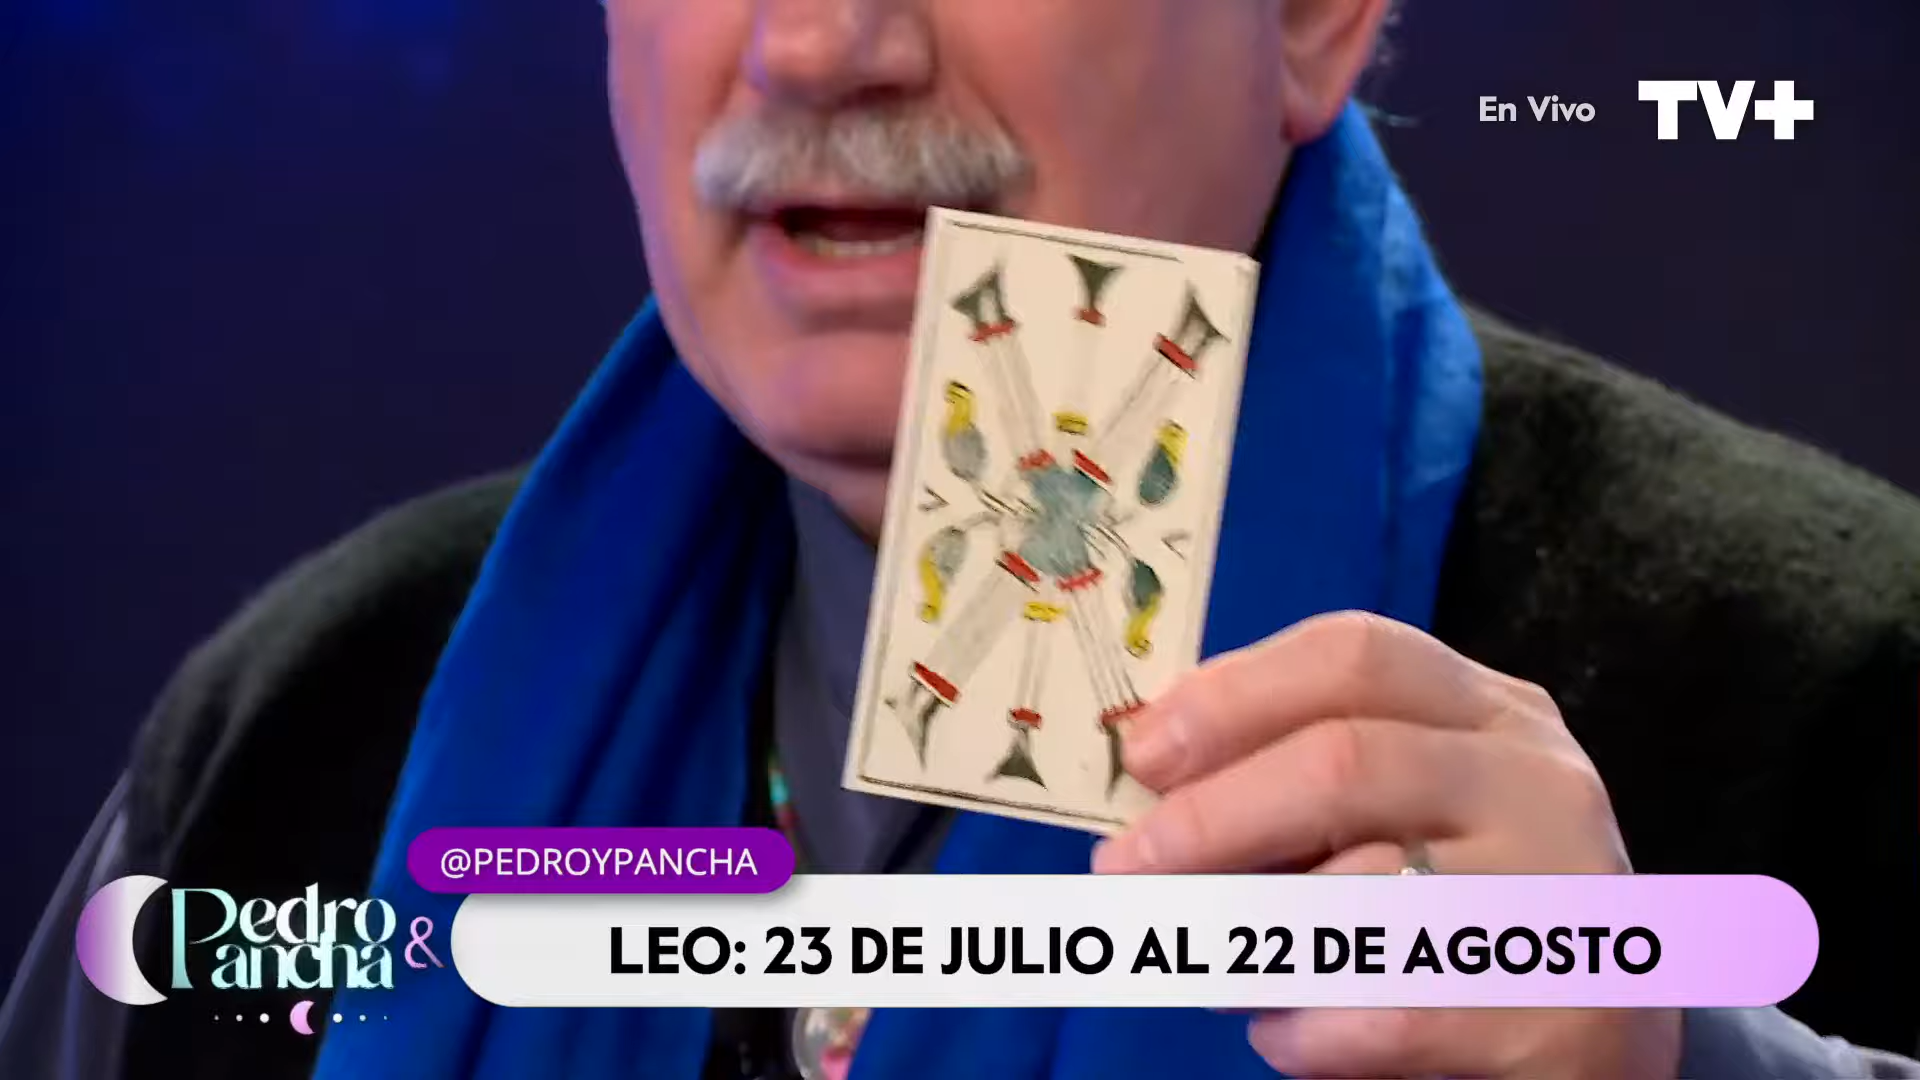 En Vivo TV+
V V
@PEDROYPANCHA
Pedro
& Pancha
LEO: 23 DE JULIO AL 22 DE AGOSTO